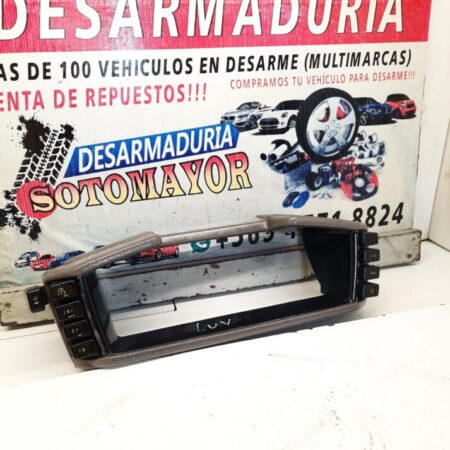 DESARMADURIA
AS DE 100 VEHICULOS EN DESARME (MULTIMARCAS)
ENTA DE REPUESTOS!!!
COMPRAMOS TU VEHÍCULO PARA DESARME!!!
DESARMADURIA
SOTOMAYOR
8824
LUV